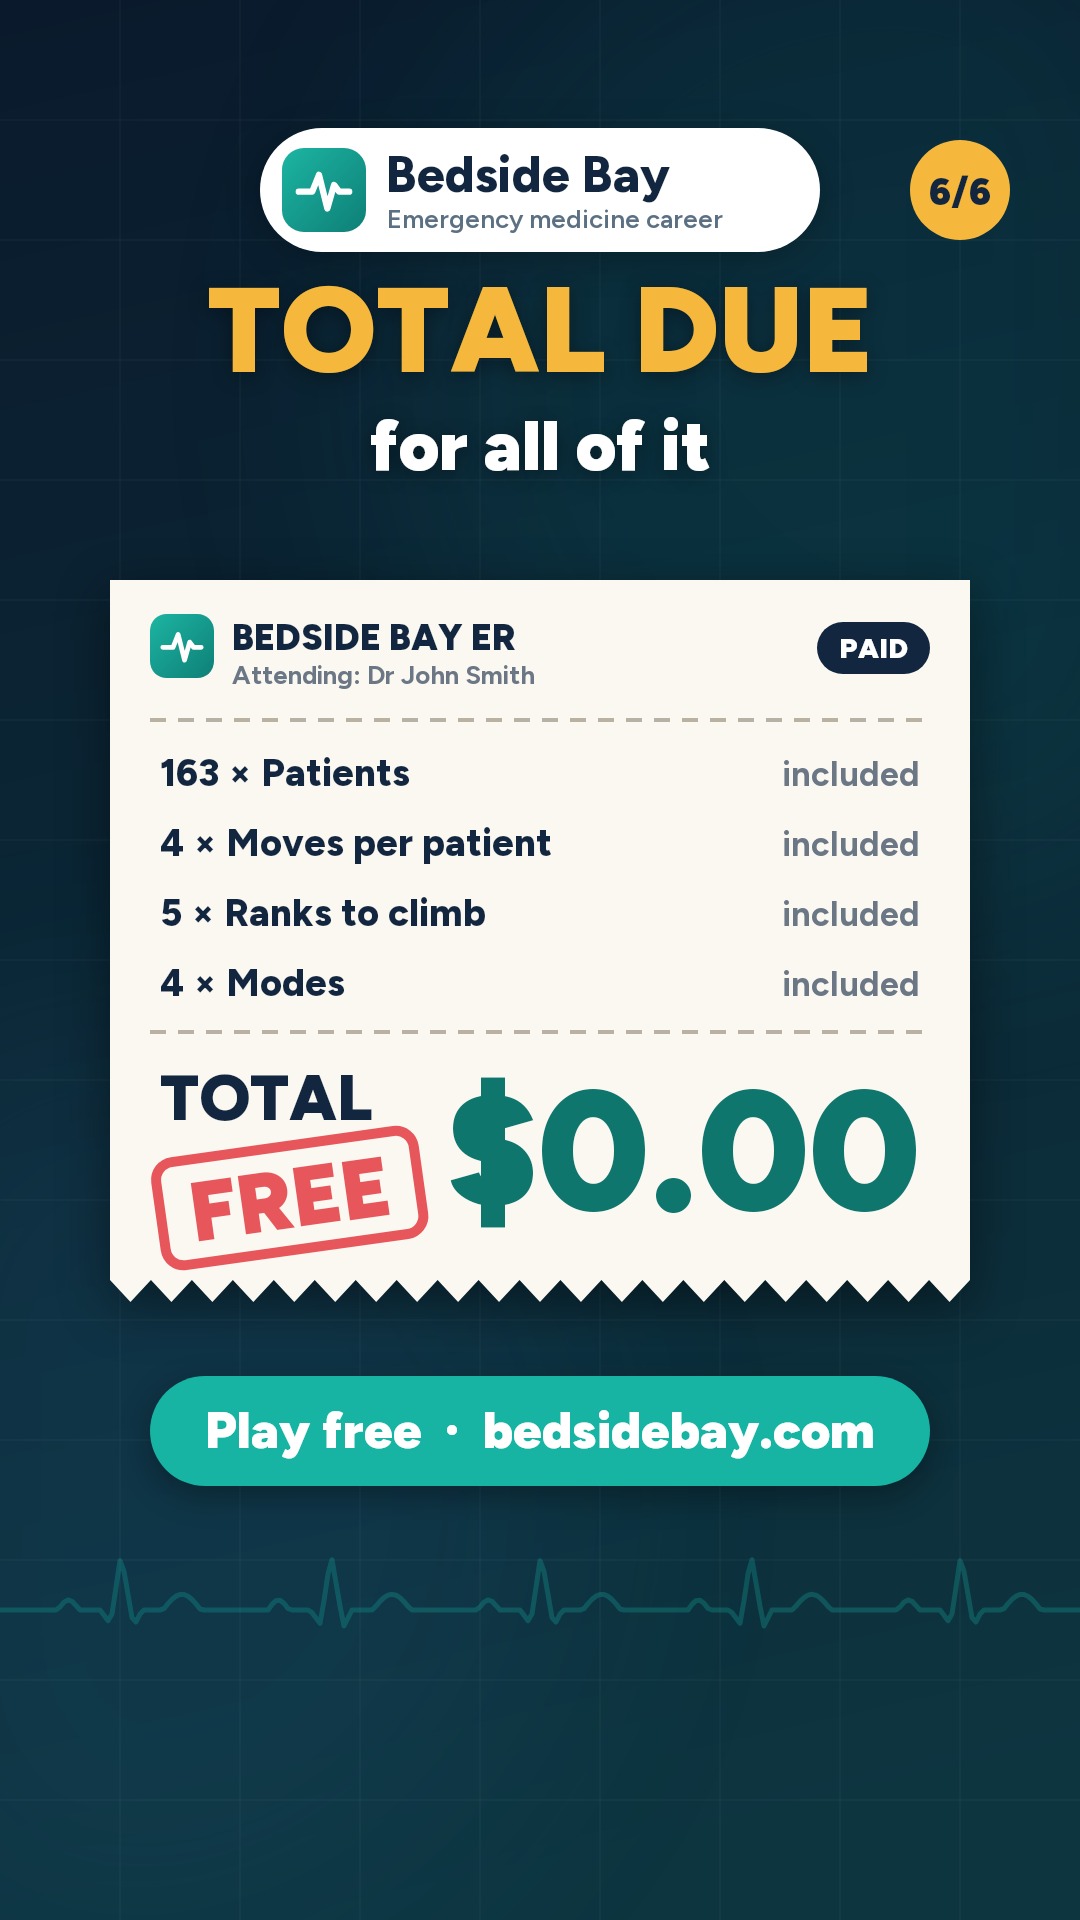 Bedside Bay
Emergency medicine career
6/6
TOTAL DUE
for all of it
BEDSIDE BAY ER
Attending: Dr John Smith
PAID
163 × Patients included
4 × Moves per patient included
5 × Ranks to climb included
4 × Modes included
TOTAL
FREE
$0.00
Play free · bedsidebay.com